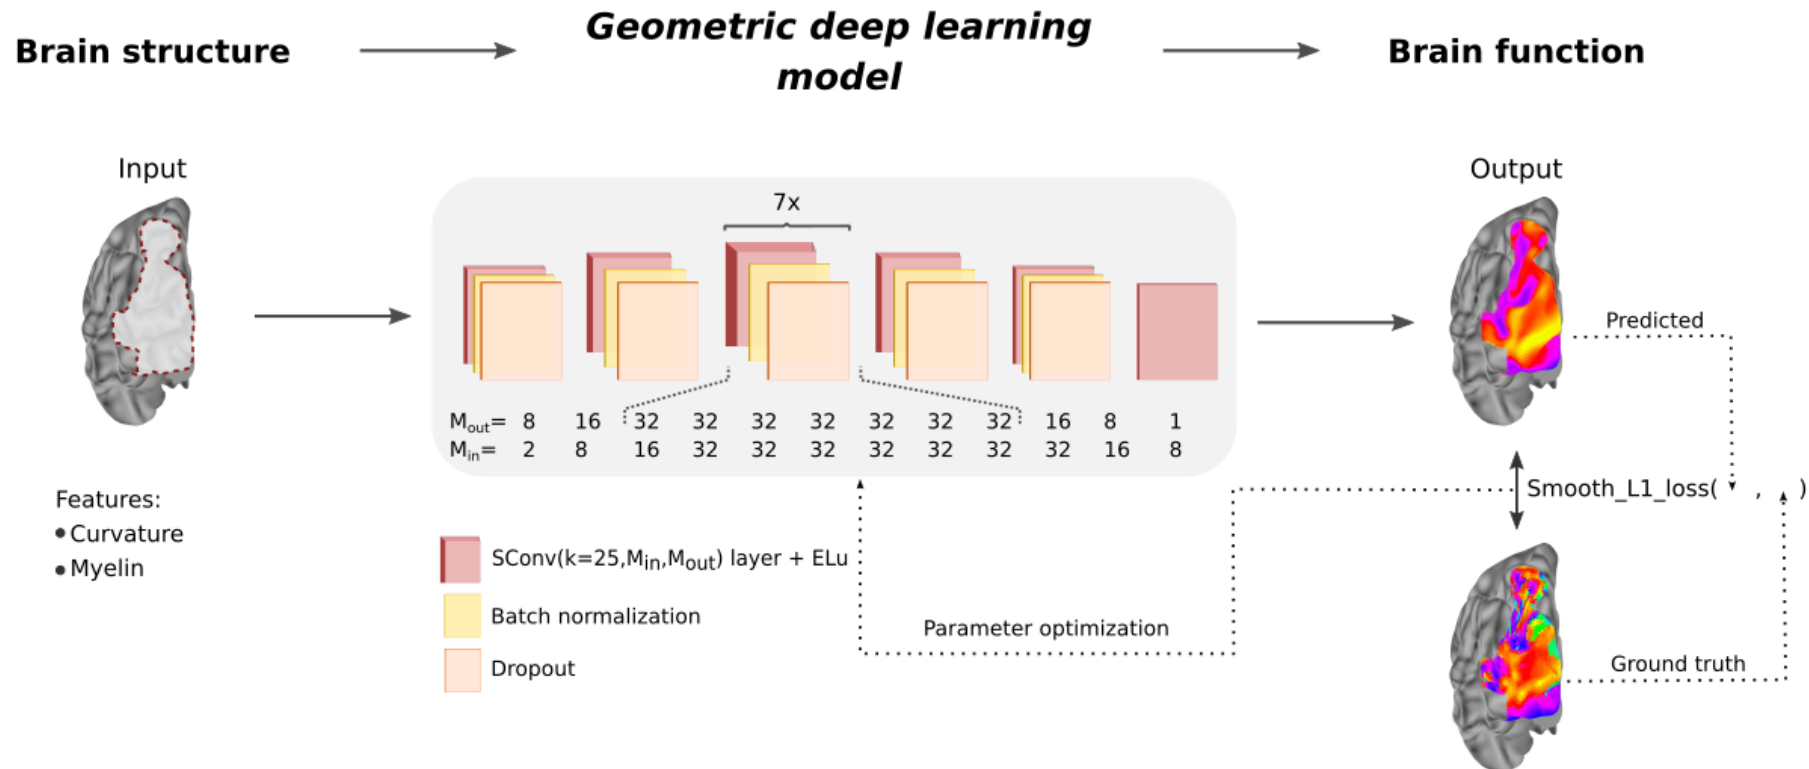 Brain structure
Geometric deep learning
model
Brain function
Input
Output
7x
Mout= 8 16 32 32 32 32 32 32 32 16 8 1
Min= 2 8 16 32 32 32 32 32 32 32 16 8
Features:
• Curvature
• Myelin
SConv(k=25,Min,Mout) layer + ELu
Batch normalization
Dropout
Parameter optimization
Predicted
Smooth_L1_loss( , )
Ground truth